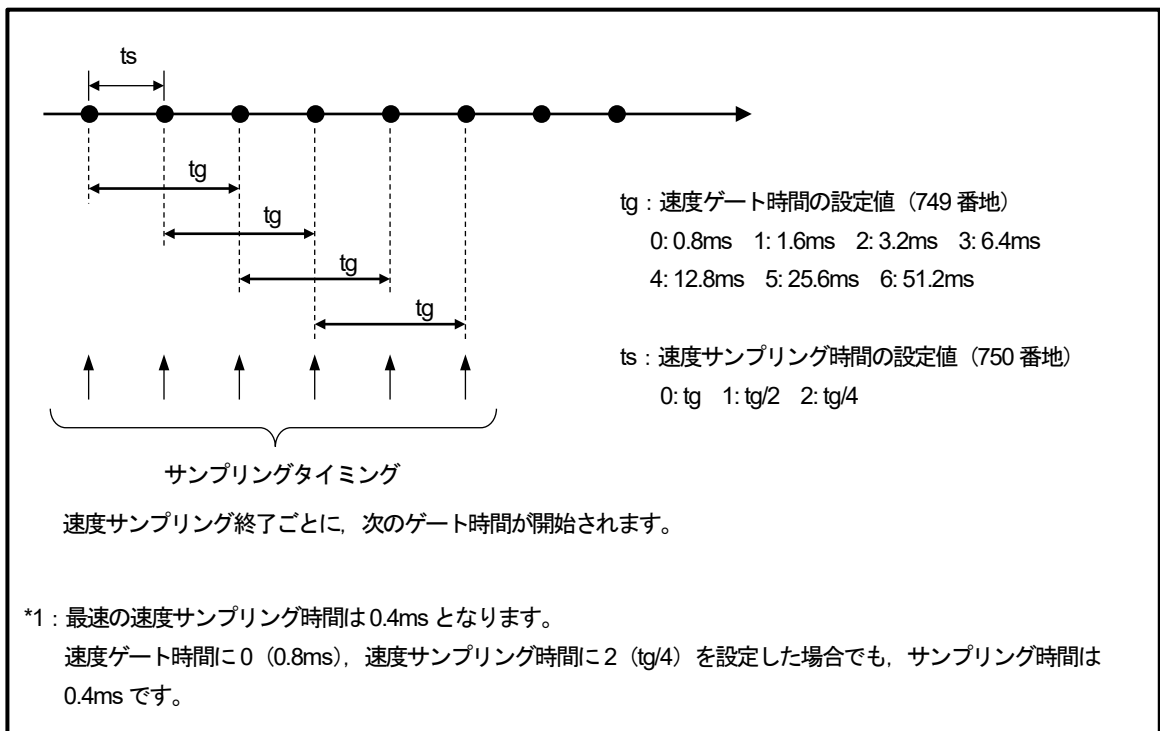 ts
tg
tg
tg
tg
tg：速度ゲート時間の設定値（749 番地）
0: 0.8ms 1: 1.6ms 2: 3.2ms 3: 6.4ms
4: 12.8ms 5: 25.6ms 6: 51.2ms
ts：速度サンプリング時間の設定値（750 番地）
0: tg 1: tg/2 2: tg/4
サンプリングタイミング
速度サンプリング終了ごとに，次のゲート時間が開始されます。
*1：最速の速度サンプリング時間は 0.4ms となります。
速度ゲート時間に 0（0.8ms），速度サンプリング時間に 2（tg/4）を設定した場合でも，サンプリング時間は
0.4ms です。